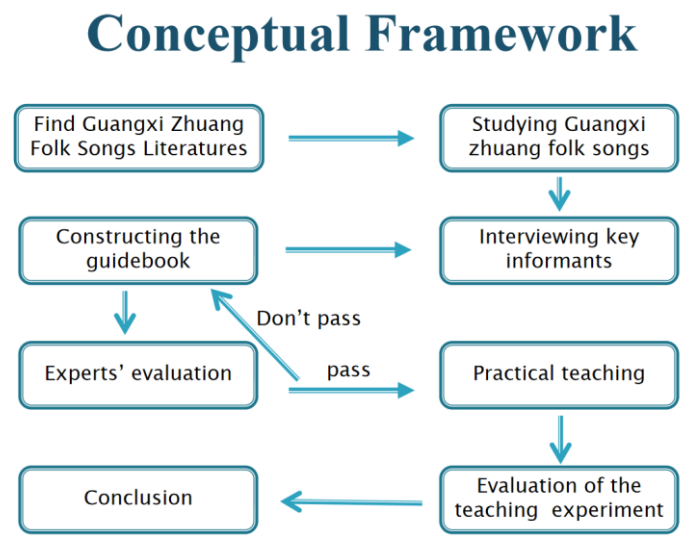 Conceptual Framework
Find Guangxi Zhuang
Folk Songs Literatures
Studying Guangxi
zhuang folk songs
Constructing the
guidebook
Interviewing key
informants
Don’t pass
Experts’ evaluation
pass
Practical teaching
Conclusion
Evaluation of the
teaching experiment